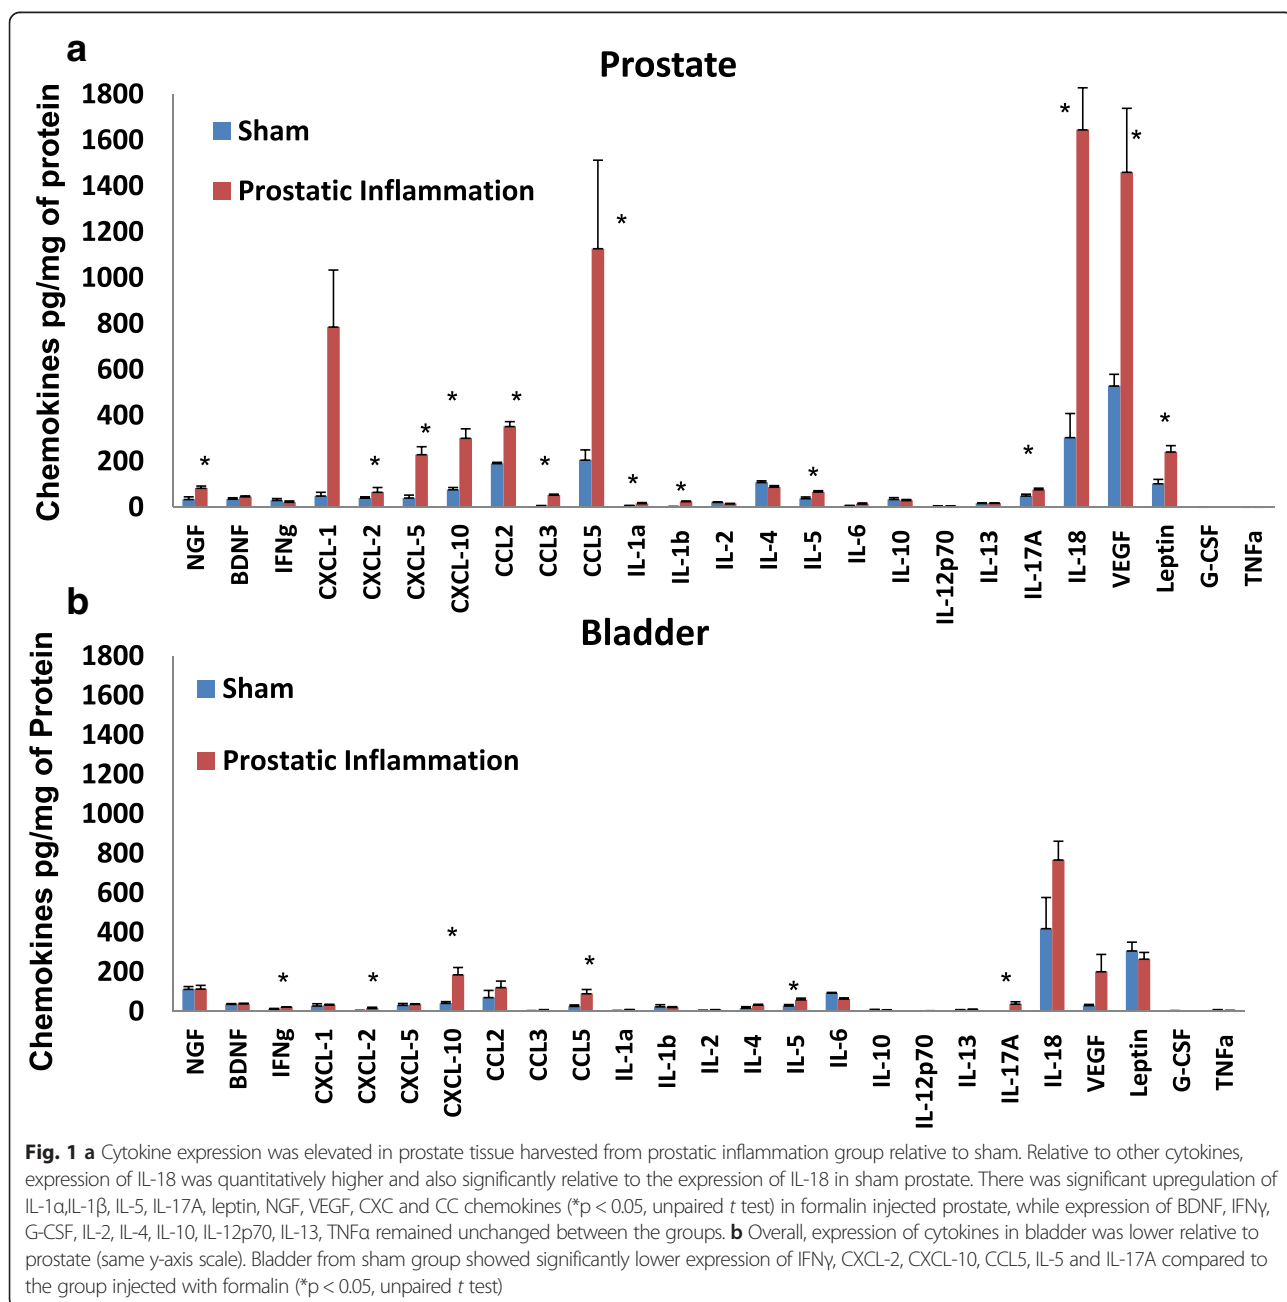 a
Prostate
Chemokines pg/mg of protein
1800
1600
1400
1200
1000
800
600
400
200
0
Sham
Prostatic Inflammation
*
*
*
*
*
*
*
*
*
*
*
*
*
*
NGF
BDNF
IFNg
CXCL-1
CXCL-2
CXCL-5
CXCL-10
CCL2
CCL3
CCL5
IL-1a
IL-1b
IL-2
IL-4
IL-5
IL-6
IL-10
IL-12p70
IL-13
IL-17A
IL-18
VEGF
Leptin
G-CSF
TNFa
b
Bladder
Chemokines pg/mg of Protein
1800
1600
1400
1200
1000
800
600
400
200
0
Sham
Prostatic Inflammation
*
*
*
*
*
*
NGF
BDNF
IFNg
CXCL-1
CXCL-2
CXCL-5
CXCL-10
CCL2
CCL3
CCL5
IL-1a
IL-1b
IL-2
IL-4
IL-5
IL-6
IL-10
IL-12p70
IL-13
IL-17A
IL-18
VEGF
Leptin
G-CSF
TNFa
Fig. 1 a Cytokine expression was elevated in prostate tissue harvested from prostatic inflammation group relative to sham. Relative to other cytokines,
expression of IL-18 was quantitatively higher and also significantly relative to the expression of IL-18 in sham prostate. There was significant upregulation of
IL-1α,IL-1β, IL-5, IL-17A, leptin, NGF, VEGF, CXC and CC chemokines (*p < 0.05, unpaired t test) in formalin injected prostate, while expression of BDNF, IFNγ,
G-CSF, IL-2, IL-4, IL-10, IL-12p70, IL-13, TNFα remained unchanged between the groups. b Overall, expression of cytokines in bladder was lower relative to
prostate (same y-axis scale). Bladder from sham group showed significantly lower expression of IFNγ, CXCL-2, CXCL-10, CCL5, IL-5 and IL-17A compared to
the group injected with formalin (*p < 0.05, unpaired t test)